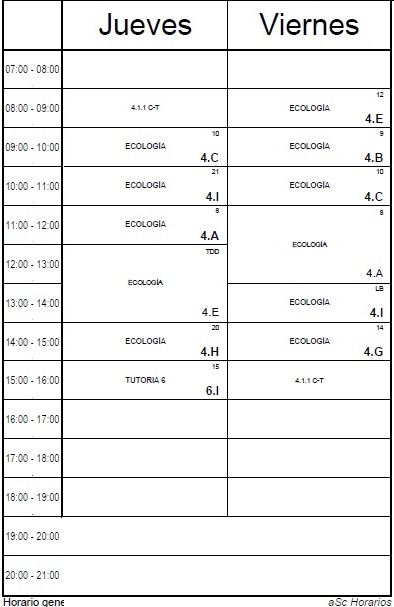 Jueves Viernes
07:00 - 08:00
08:00 - 09:00 4.1.1 C-T 12 ECOLOGÍA 4.E
09:00 - 10:00 10 ECOLOGÍA 4.C 9 ECOLOGÍA 4.B
10:00 - 11:00 21 ECOLOGÍA 4.I 10 ECOLOGÍA 4.C
11:00 - 12:00 8 ECOLOGÍA 4.A 8
12:00 - 13:00 TDD ECOLOGÍA ECOLOGÍA 4.A
13:00 - 14:00 4.E LB ECOLOGÍA 4.I
14:00 - 15:00 20 ECOLOGÍA 4.H 14 ECOLOGÍA 4.G
15:00 - 16:00 15 TUTORIA 6 6.I 4.1.1 C-T
16:00 - 17:00
17:00 - 18:00
18:00 - 19:00
19:00 - 20:00
20:00 - 21:00
Horario gene aSc Horarios